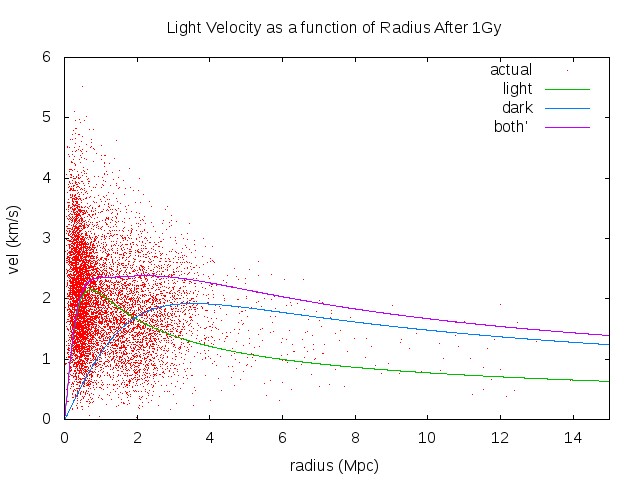 Light Velocity as a function of Radius After 1Gy
6
actual
light
5
dark
both'
4
3
vel (km/s)
2
1
0
0 2 4 6 8 10 12 14
radius (Mpc)